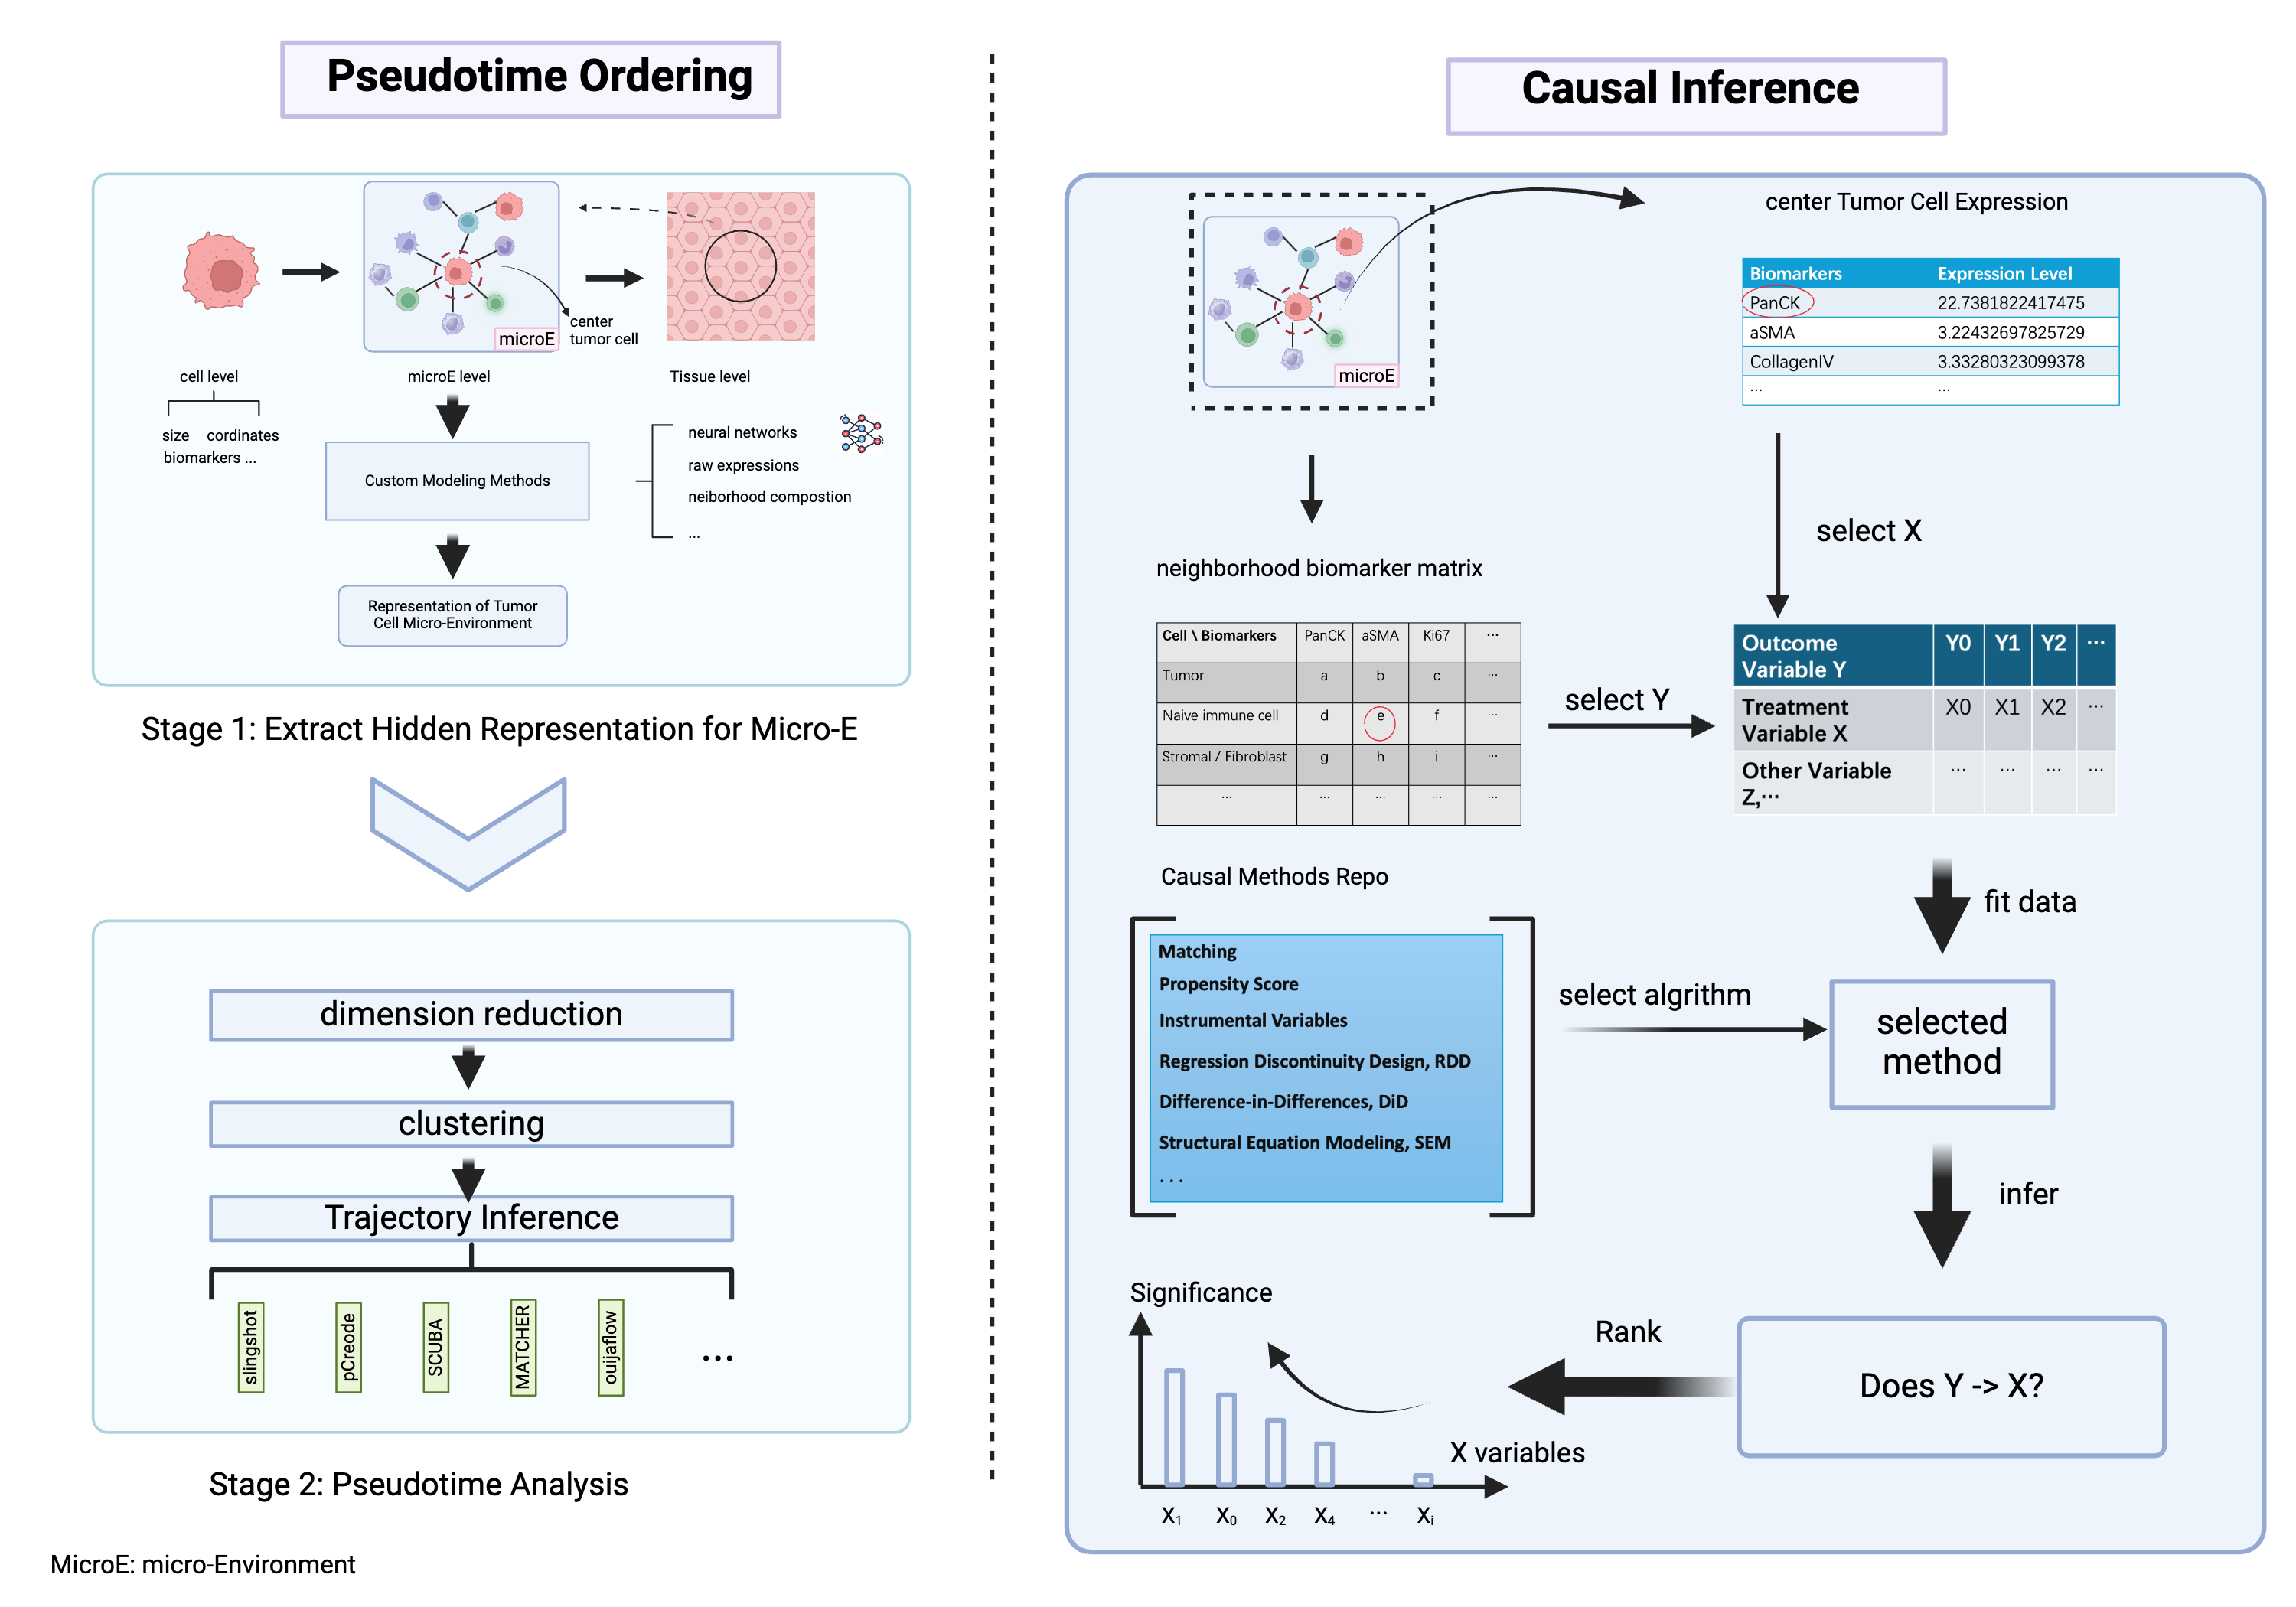 Pseudotime Ordering
microE
center
tumor cell
cell level
microE level
Tissue level
size cordinates
biomarkers ...
Custom Modeling Methods
neural networks
raw expressions
neiborhood compostion
...
Representation of Tumor
Cell Micro-Environment
Stage 1: Extract Hidden Representation for Micro-E
dimension reduction
clustering
Trajectory Inference
slingshot
pCreode
SCUBA
MATCHER
ouijaflow
...
Stage 2: Pseudotime Analysis
MicroE: micro-Environment
Causal Inference
microE
center Tumor Cell Expression
Biomarkers Expression Level
PanCK 22.7381822417475
aSMA 3.22432697825729
CollagenIV 3.33280323099378
... ...
select X
neighborhood biomarker matrix
Cell \ Biomarkers PanCK aSMA Ki67 ...
Tumor a b c ...
Naive immune cell d e f ...
Stromal / Fibroblast g h i ...
... ... ... ... ...
select Y
Outcome
Variable Y Y0 Y1 Y2 ...
Treatment
Variable X X0 X1 X2 ...
Other Variable
Z,... ... ... ... ...
fit data
Causal Methods Repo
Matching
Propensity Score
Instrumental Variables
Regression Discontinuity Design, RDD
Difference-in-Differences, DiD
Structural Equation Modeling, SEM
. . .
select algrithm
selected
method
infer
Does Y -> X?
Rank
Significance
X variables
X₁ X₀ X₂ X₄ ... Xᵢ